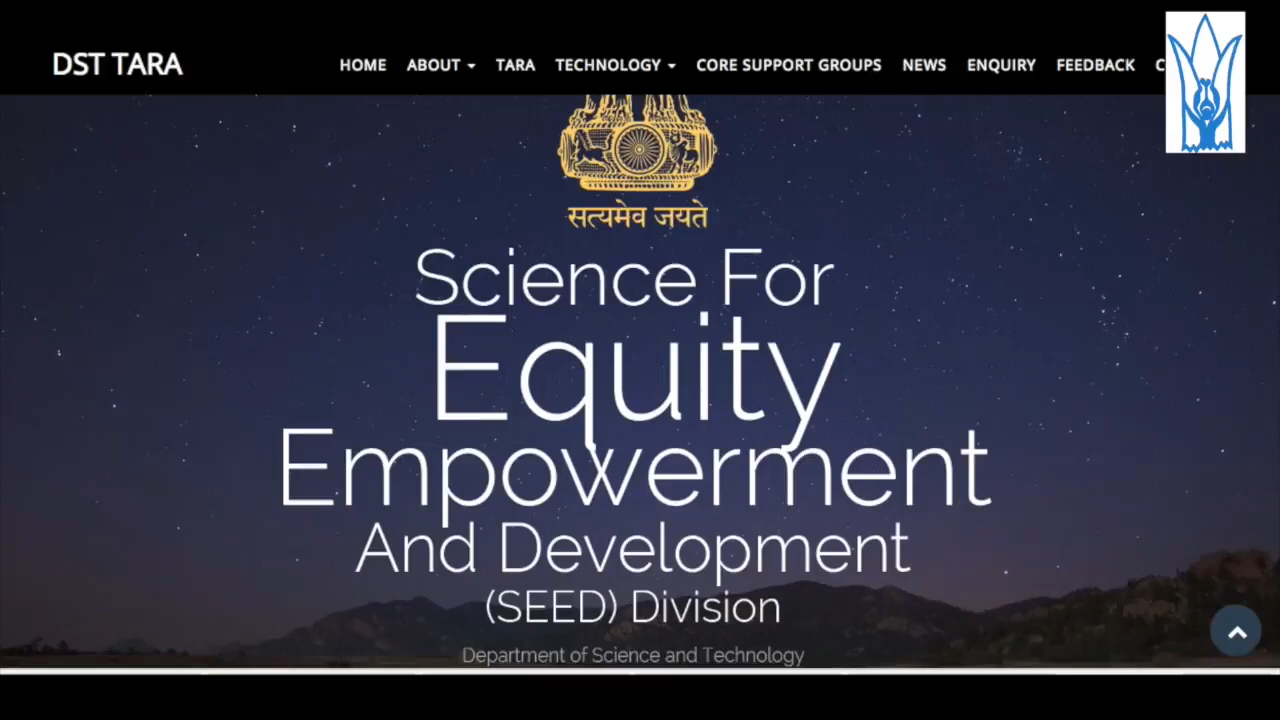 DST TARA
HOME ABOUT TARA TECHNOLOGY CORE SUPPORT GROUPS NEWS ENQUIRY FEEDBACK
सत्यमेव जयते
Science For
Equity
Empowerment
And Development
(SEED) Division
Department of Science and Technology